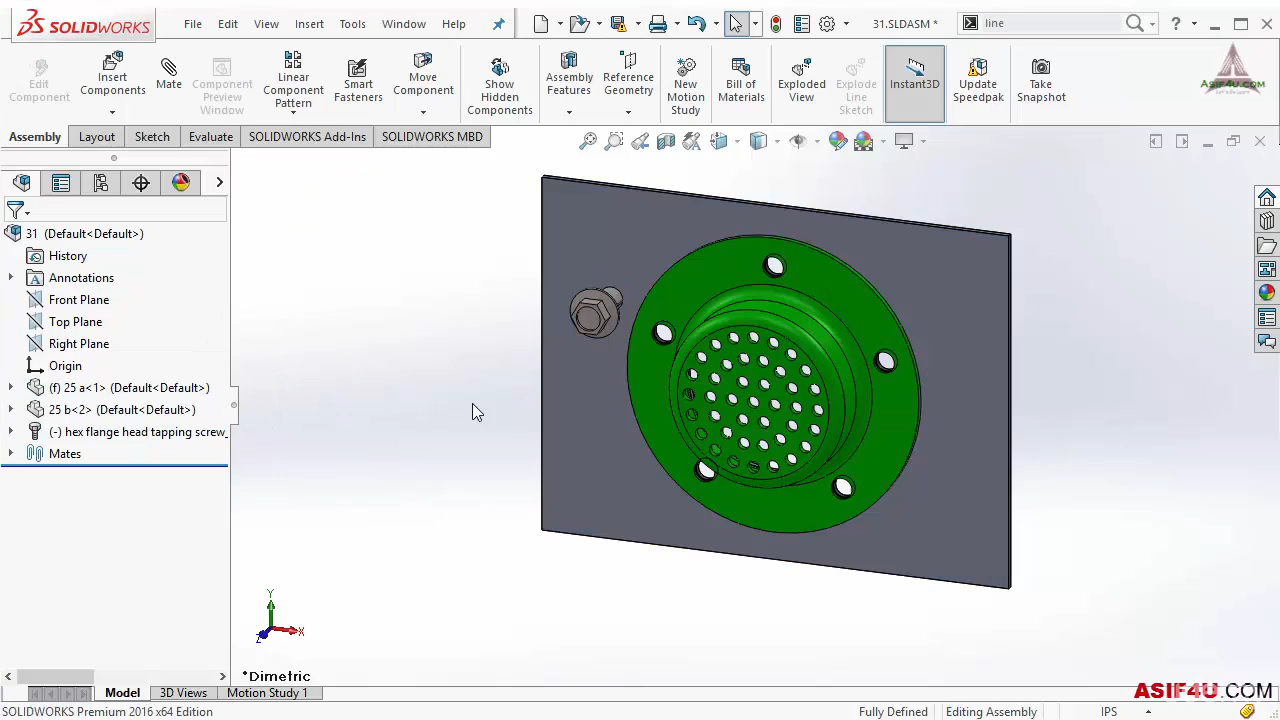 SOLIDWORKS
File Edit View Insert Tools Window Help
31.SLDASM *
line
?
Edit Component
Insert Components
Mate
Component Preview Window
Linear Component Pattern
Smart Fasteners
Move Component
Show Hidden Components
Assembly Features
Reference Geometry
New Motion Study
Bill of Materials
Exploded View
Explode Line Sketch
Instant3D
Update Speedpak
Take Snapshot
ASIF4U.COM
Assembly Layout Sketch Evaluate SOLIDWORKS Add-Ins SOLIDWORKS MBD
31 (Default<Default>)
History
Annotations
Front Plane
Top Plane
Right Plane
Origin
(f) 25 a<1> (Default<Default>)
25 b<2> (Default<Default>)
(-) hex flange head tapping screw_
Mates
Y
X
Z
*Dimetric
Model 3D Views Motion Study 1
ASIF4U.COM
SOLIDWORKS Premium 2016 x64 Edition
Fully Defined Editing Assembly IPS